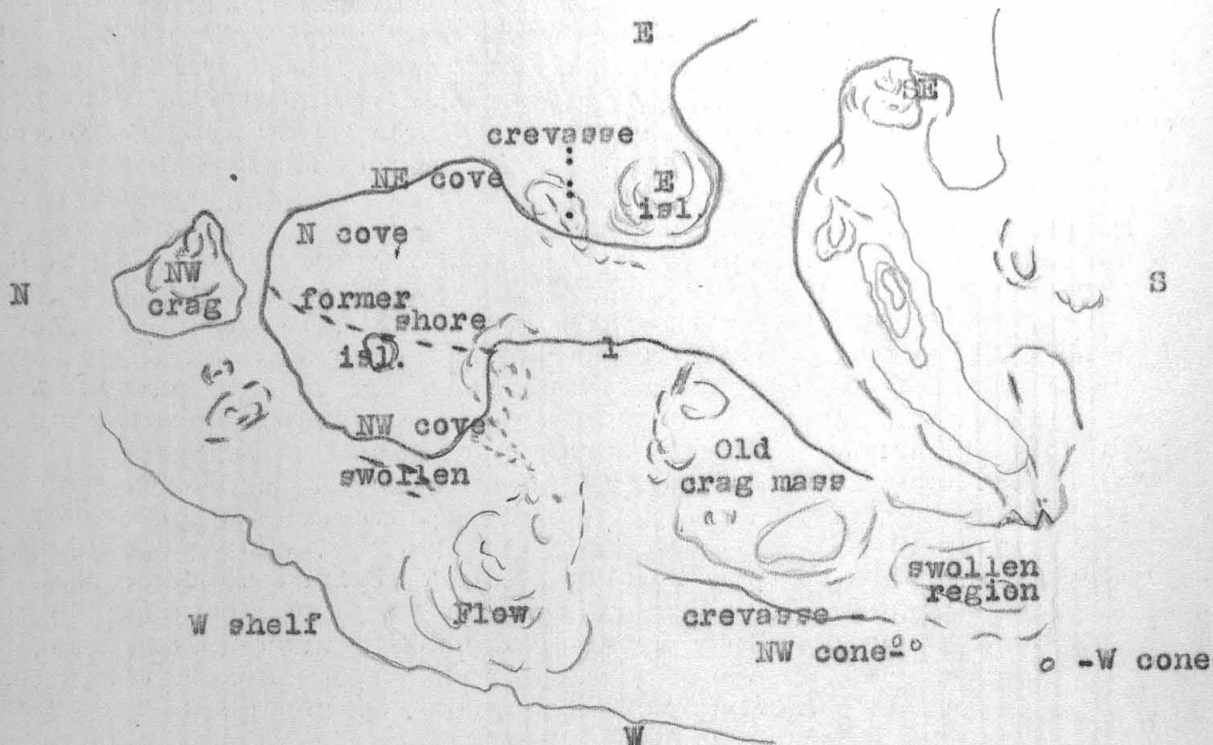 E
SE
crevasse
NE cove
E
isl.
N cove
NW
crag
N
S
former
shore
isl.
1
NW cove
Old
crag mass
swollen
swollen
region
Flow
crevasse
W shelf
NW cone
-W cone
W